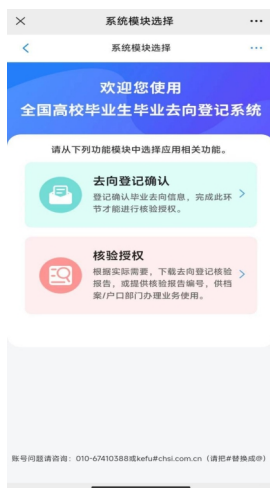 系统模块选择
系统模块选择
欢迎您使用
全国高校毕业生毕业去向登记系统
请从下列功能模块中选择应用相关功能。
去向登记确认
登记确认毕业去向信息，完成此环
节才能进行核验授权。
核验授权
根据实际需要，下载去向登记核验
报告，或提供核验报告编号，供档
案/户口部门办理业务使用。
账号问题请咨询：010-67410388或kefu#chsi.com.cn（请把#替换成@）